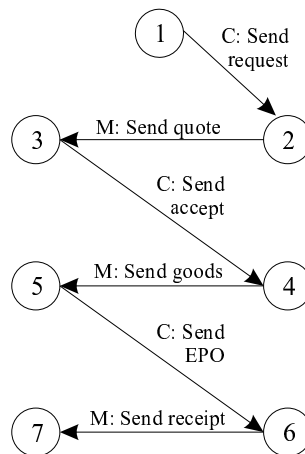 1
C: Send
request
M: Send quote
3
2
C: Send
accept
M: Send goods
5
4
C: Send
EPO
M: Send receipt
7
6